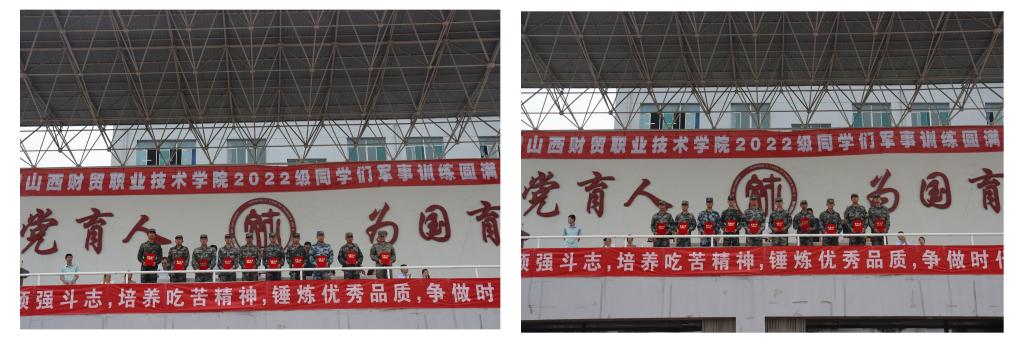 山西财贸职业技术学院2022级同学们军事训练圆满
党育人
为国育
顽强斗志,培养吃苦精神,锤炼优秀品质,争做时
山西财贸职业技术学院2022级同学们军事训练圆满
党育人
为国育
强斗志,培养吃苦精神,锤炼优秀品质,争做时代